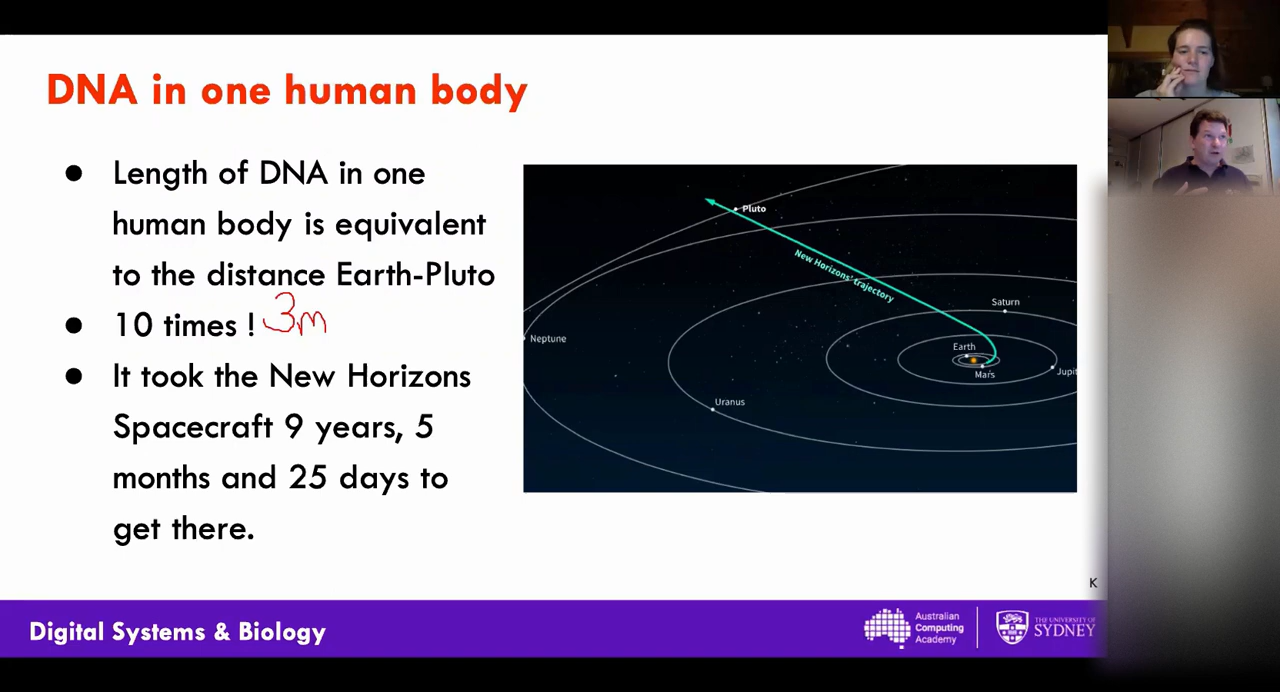 DNA in one human body
● Length of DNA in one
human body is equivalent
to the distance Earth-Pluto
● 10 times ! 3m
● It took the New Horizons
Spacecraft 9 years, 5
months and 25 days to
get there.
Pluto
New Horizons' trajectory
Saturn
Neptune
Earth
Mars
Jupit
Uranus
K
Digital Systems & Biology
Australian
Computing
Academy
THE UNIVERSITY OF
SYDNEY